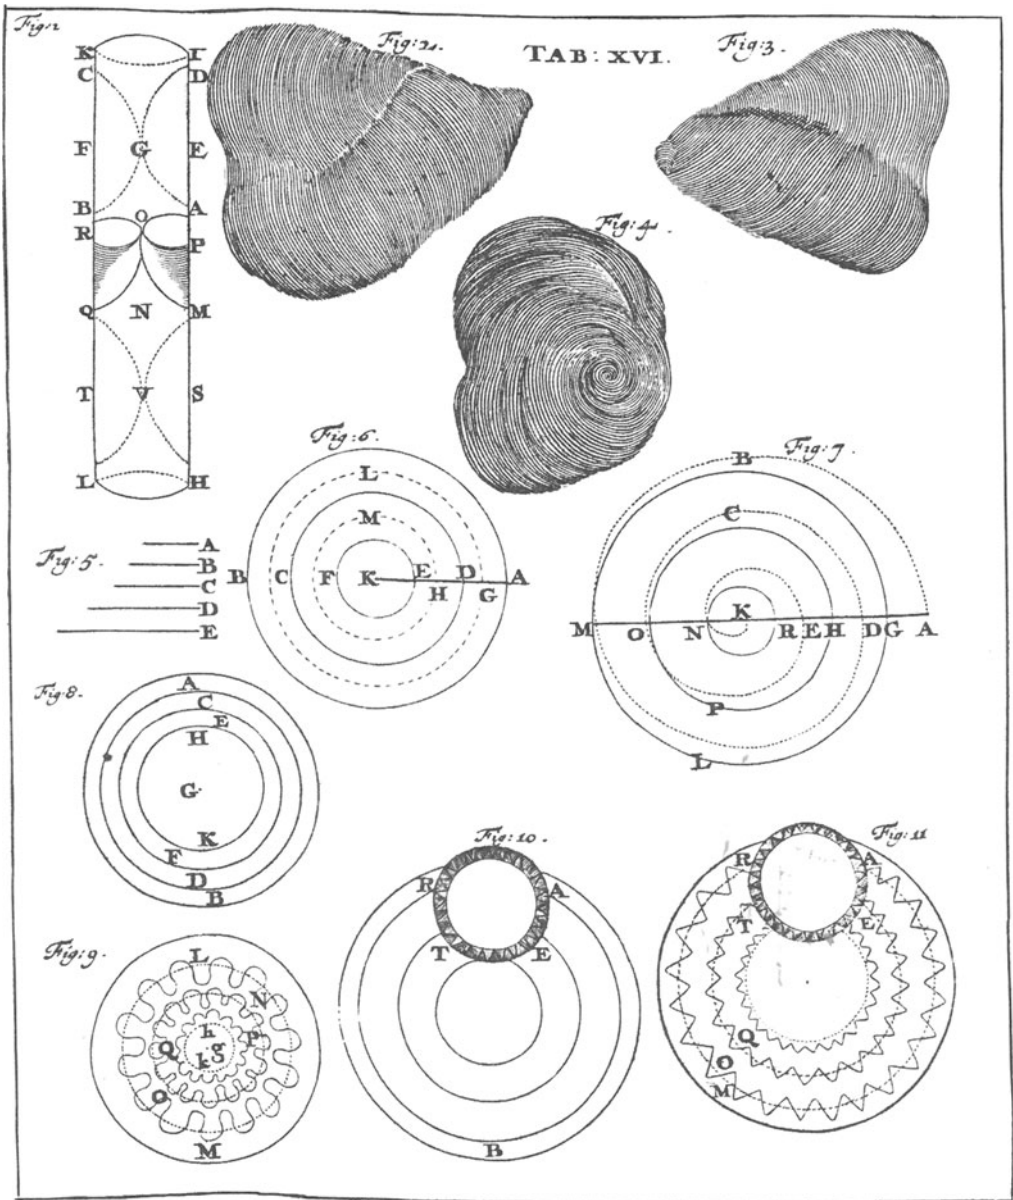 Fig: 1
Fig: 2.
TAB: XVI.
Fig: 3.
K I
C D
F G E
B O A
R P
Q N M
T V S
L H
Fig: 4.
Fig: 5.
A
B
C
D
E
Fig: 6.
L
M
B C F K E D A
H G
Fig: 7.
B
C
K
M O N R E H D G A
P
L
Fig: 8.
A
C
E
H
G
K
F
D
B
Fig: 9.
L
N
h P
Q g
k
O
M
Fig: 10.
R A
T E
B
Fig: 11
R A
T E
Q
O
M